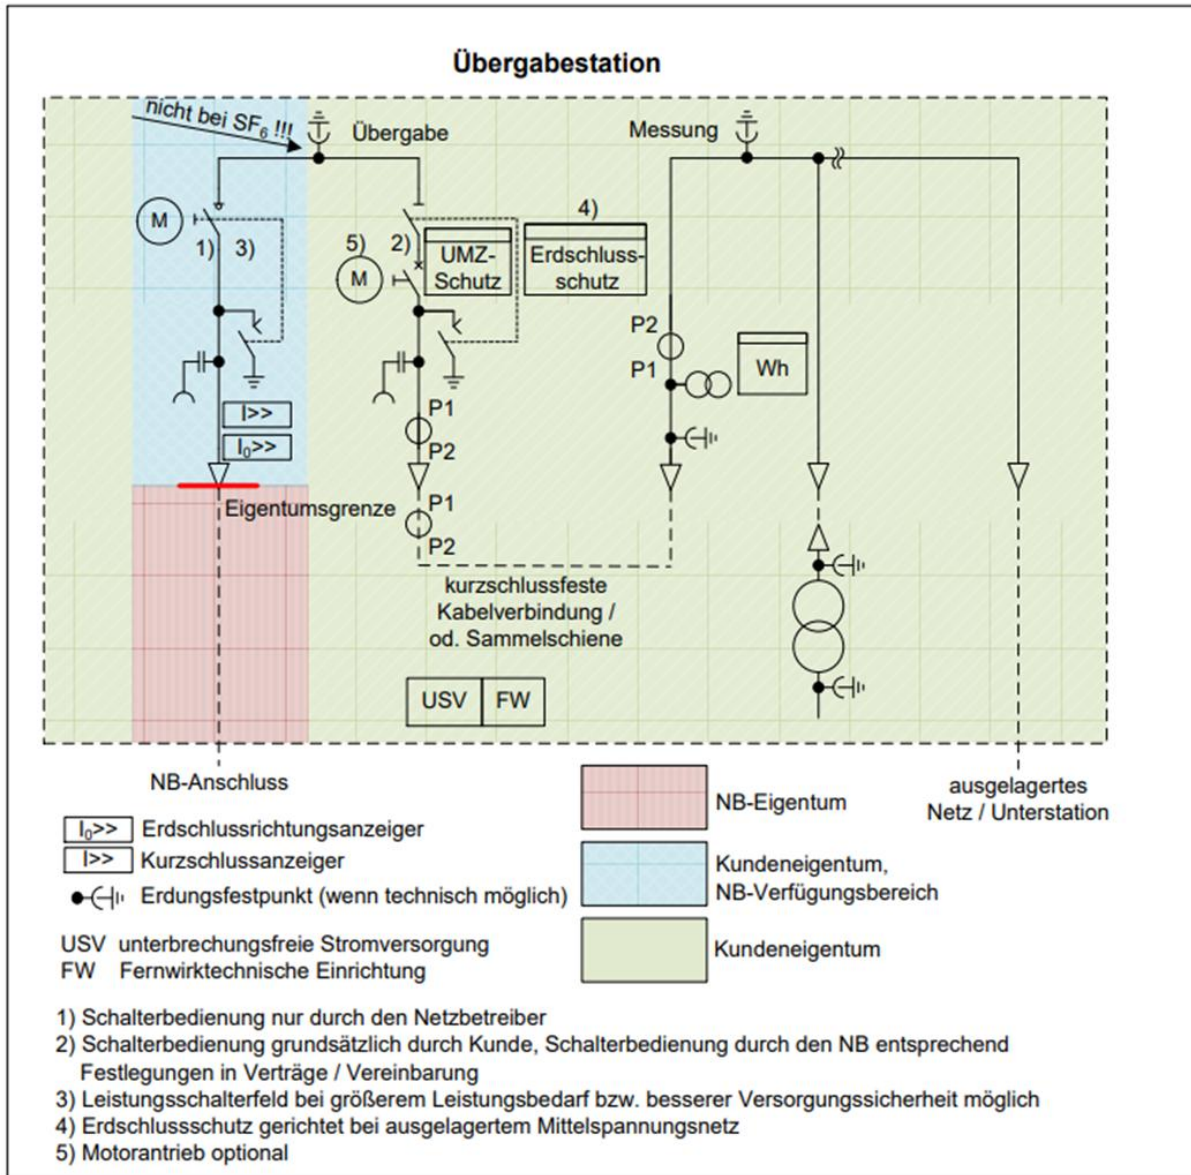 Übergabestation
nicht bei SF₆ !!!
Übergabe
Messung
M
1) 3)
5) 2)
M
UMZ-
Schutz
4)
Erdschluss-
schutz
P2
P1
Wh
I>>
I₀>>
P1
P2
Eigentumsgrenze
P1
P2
kurzschlussfeste
Kabelverbindung /
od. Sammelschiene
USV FW
NB-Anschluss
ausgelagertes
Netz / Unterstation
I₀>> Erdschlussrichtungsanzeiger
I>> Kurzschlussanzeiger
Erdungsfestpunkt (wenn technisch möglich)
USV unterbrechungsfreie Stromversorgung
FW Fernwirktechnische Einrichtung
NB-Eigentum
Kundeneigentum,
NB-Verfügungsbereich
Kundeneigentum
1) Schalterbedienung nur durch den Netzbetreiber
2) Schalterbedienung grundsätzlich durch Kunde, Schalterbedienung durch den NB entsprechend
Festlegungen in Verträge / Vereinbarung
3) Leistungsschalterfeld bei größerem Leistungsbedarf bzw. besserer Versorgungssicherheit möglich
4) Erdschlussschutz gerichtet bei ausgelagertem Mittelspannungsnetz
5) Motorantrieb optional